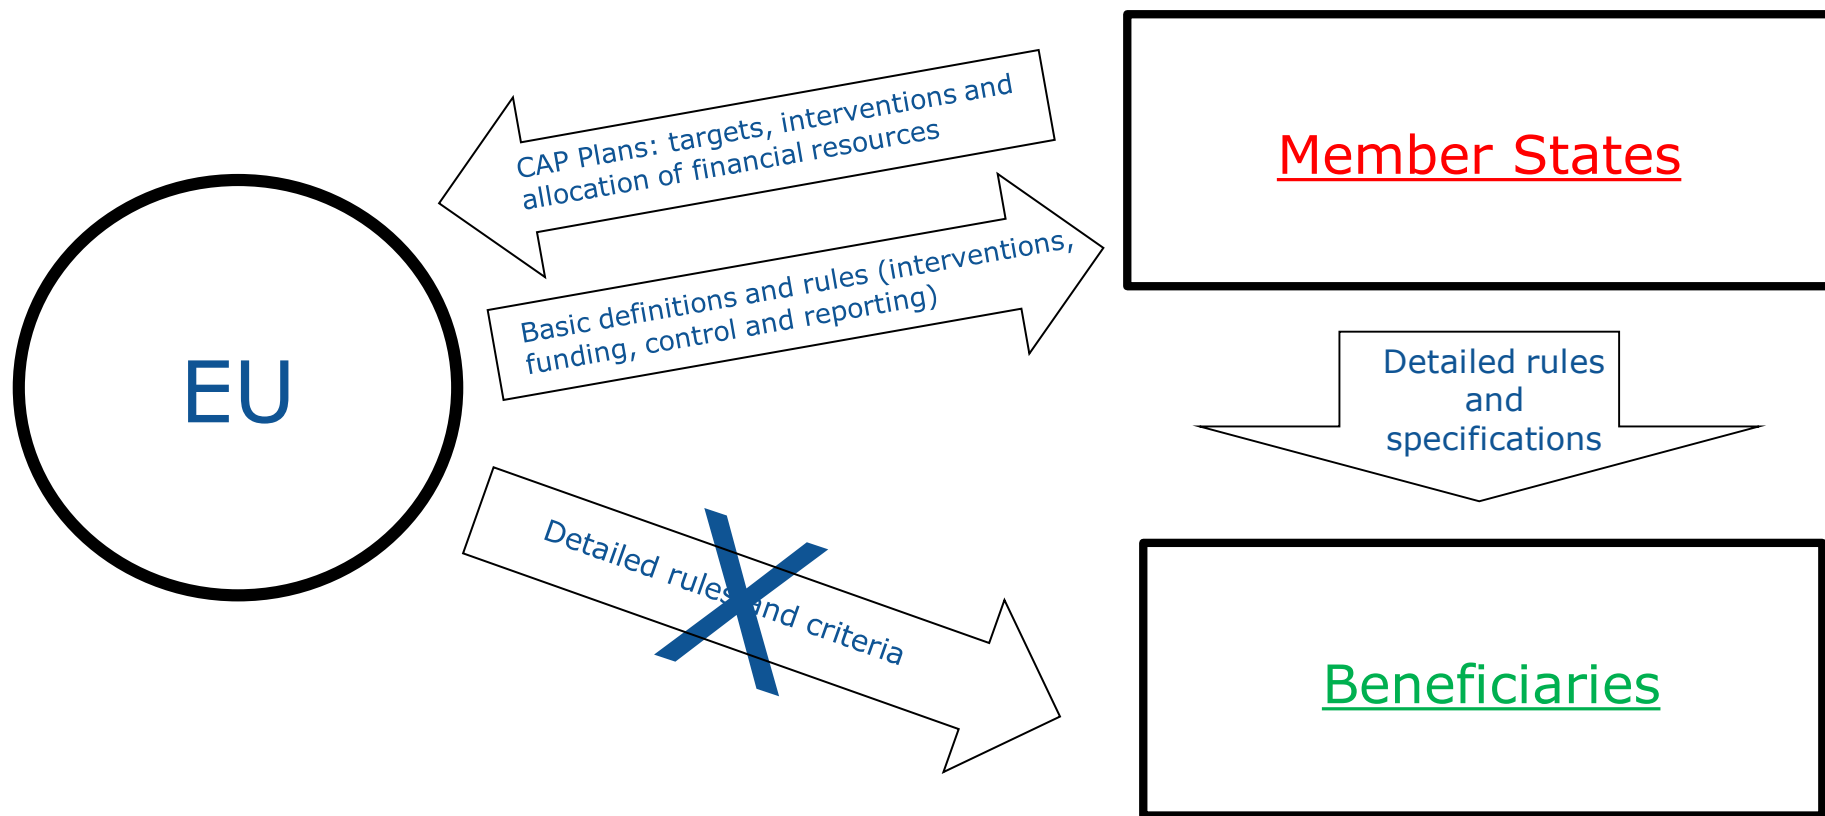 CAP Plans: targets, interventions and
allocation of financial resources
Member States
Basic definitions and rules (interventions,
funding, control and reporting)
EU
Detailed rules
and
specifications
Detailed rules and criteria
X
Beneficiaries